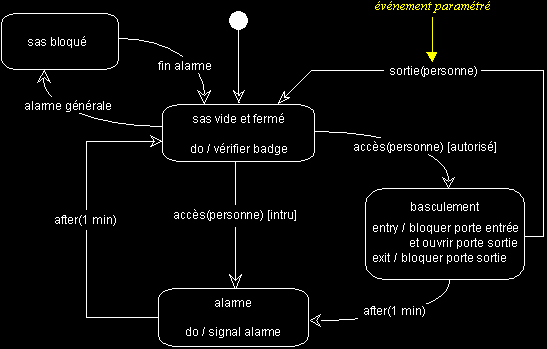 événement paramétré
sas bloqué
fin alarme
sortie(personne)
alarme générale
sas vide et fermé
do / vérifier badge
accès(personne) [autorisé]
basculement
entry / bloquer porte entrée
et ouvrir porte sortie
exit / bloquer porte sortie
after(1 min)
accès(personne) [intru]
alarme
do / signal alarme
after(1 min)